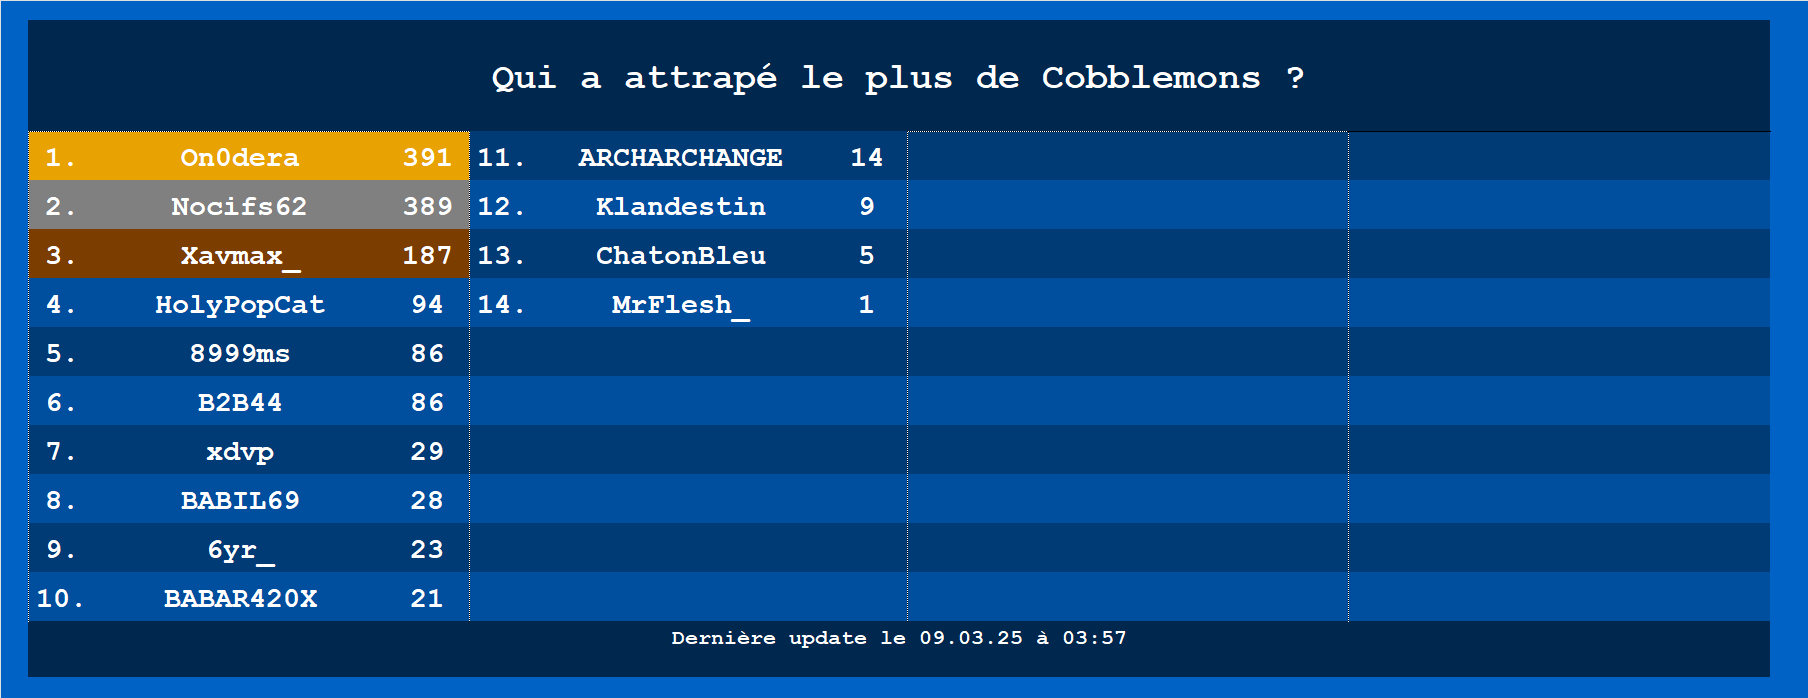 Qui a attrapé le plus de Cobblemons ?
1. On0dera 391
2. Nocifs62 389
3. Xavmax_ 187
4. HolyPopCat 94
5. 8999ms 86
6. B2B44 86
7. xdvp 29
8. BABIL69 28
9. 6yr_ 23
10. BABAR420X 21
11. ARCHARCHANGE 14
12. Klandestin 9
13. ChatonBleu 5
14. MrFlesh_ 1
Dernière update le 09.03.25 à 03:57